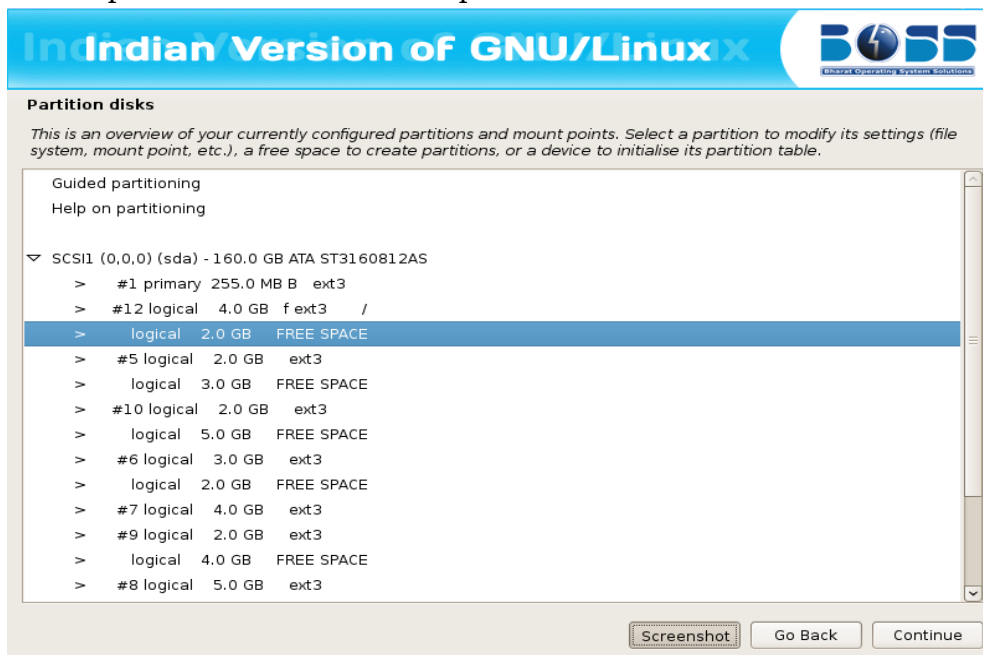 Indian Version of GNU/Linux
BOSS
Bharat Operating System Solutions
Partition disks
This is an overview of your currently configured partitions and mount points. Select a partition to modify its settings (file
system, mount point, etc.), a free space to create partitions, or a device to initialise its partition table.
Guided partitioning
Help on partitioning
SCSI1 (0,0,0) (sda) - 160.0 GB ATA ST3160812AS
> #1 primary 255.0 MB B ext3
> #12 logical 4.0 GB f ext3 /
> logical 2.0 GB FREE SPACE
> #5 logical 2.0 GB ext3
> logical 3.0 GB FREE SPACE
> #10 logical 2.0 GB ext3
> logical 5.0 GB FREE SPACE
> #6 logical 3.0 GB ext3
> logical 2.0 GB FREE SPACE
> #7 logical 4.0 GB ext3
> #9 logical 2.0 GB ext3
> logical 4.0 GB FREE SPACE
> #8 logical 5.0 GB ext3
Screenshot Go Back Continue